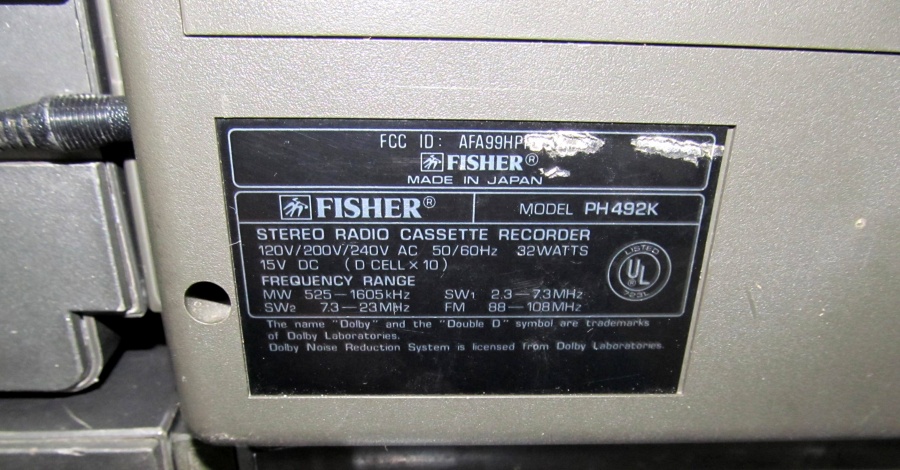 FCC ID: AFA99HP
FISHER®
MADE IN JAPAN
FISHER® MODEL PH492K
STEREO RADIO CASSETTE RECORDER
120V/200V/240V AC 50/60Hz 32WATTS
15V DC (D CELL × 10)
FREQUENCY RANGE
MW 525—1605kHz SW1 2.3—7.3MHz
SW2 7.3—23MHz FM 88—108MHz
LISTED
UL
723L
The name "Dolby" and the "Double D" symbol are trademarks
of Dolby Laboratories.
Dolby Noise Reduction System is licensed from Dolby Laboratories.